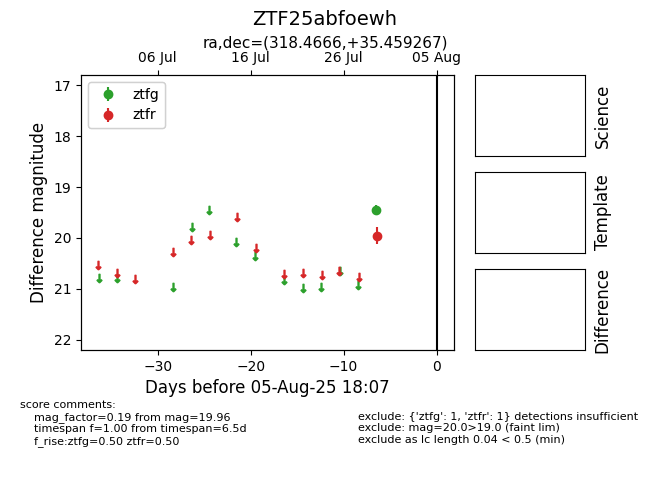 ZTF25abfoewh
ra,dec=(318.4666,+35.459267)
06 Jul
16 Jul
26 Jul
05 Aug
17
18
19
20
21
22
Difference magnitude
ztfg
ztfr
−30
−20
−10
0
Days before 05-Aug-25 18:07
Science
Template
Difference
score comments:
mag_factor=0.19 from mag=19.96
timespan f=1.00 from timespan=6.5d
f_rise:ztfg=0.50 ztfr=0.50
exclude: {'ztfg': 1, 'ztfr': 1} detections insufficient
exclude: mag=20.0>19.0 (faint lim)
exclude as lc length 0.04 < 0.5 (min)